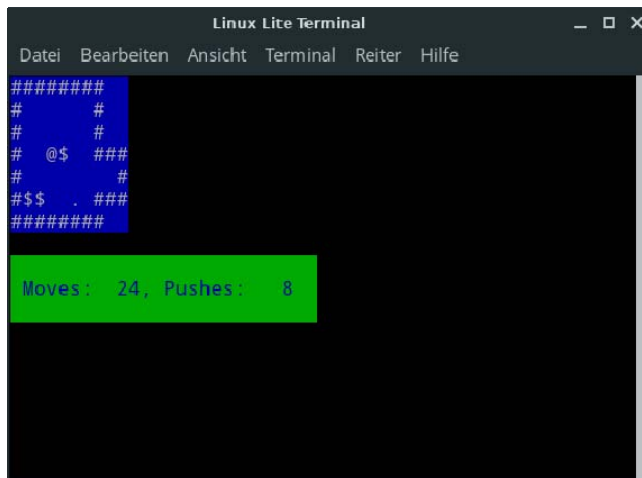 Linux Lite Terminal
Datei Bearbeiten Ansicht Terminal Reiter Hilfe
########
#      #
#      #
#  @$  ###
#        #
#$$  . ###
########
Moves:  24, Pushes:   8